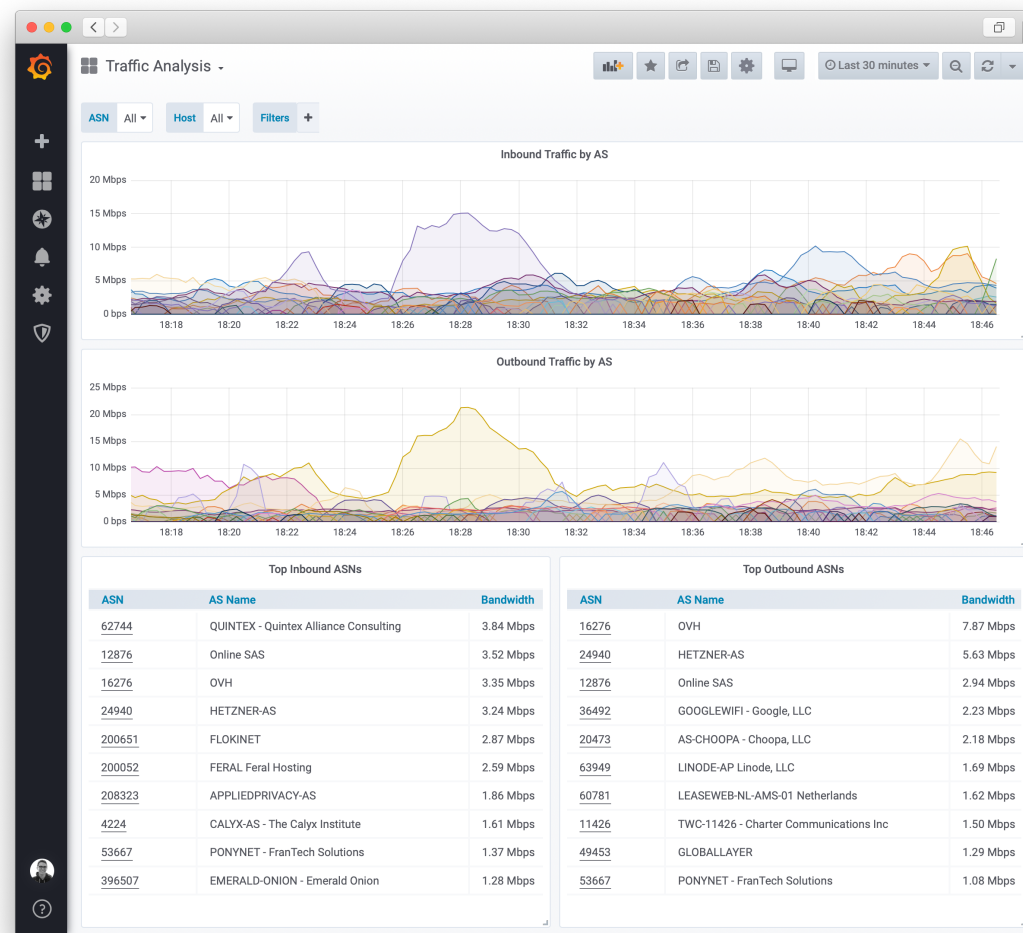 Traffic Analysis
Last 30 minutes
ASN All Host All Filters +
Inbound Traffic by AS
20 Mbps
15 Mbps
10 Mbps
5 Mbps
0 bps
18:18 18:20 18:22 18:24 18:26 18:28 18:30 18:32 18:34 18:36 18:38 18:40 18:42 18:44 18:46
Outbound Traffic by AS
25 Mbps
20 Mbps
15 Mbps
10 Mbps
5 Mbps
0 bps
18:18 18:20 18:22 18:24 18:26 18:28 18:30 18:32 18:34 18:36 18:38 18:40 18:42 18:44 18:46
Top Inbound ASNs
ASN AS Name Bandwidth
62744 QUINTEX - Quintex Alliance Consulting 3.84 Mbps
12876 Online SAS 3.52 Mbps
16276 OVH 3.35 Mbps
24940 HETZNER-AS 3.24 Mbps
200651 FLOKINET 2.87 Mbps
200052 FERAL Feral Hosting 2.59 Mbps
208323 APPLIEDPRIVACY-AS 1.86 Mbps
4224 CALYX-AS - The Calyx Institute 1.61 Mbps
53667 PONYNET - FranTech Solutions 1.37 Mbps
396507 EMERALD-ONION - Emerald Onion 1.28 Mbps
Top Outbound ASNs
ASN AS Name Bandwidth
16276 OVH 7.87 Mbps
24940 HETZNER-AS 5.63 Mbps
12876 Online SAS 2.94 Mbps
36492 GOOGLEWIFI - Google, LLC 2.23 Mbps
20473 AS-CHOOPA - Choopa, LLC 2.18 Mbps
63949 LINODE-AP Linode, LLC 1.69 Mbps
60781 LEASEWEB-NL-AMS-01 Netherlands 1.62 Mbps
11426 TWC-11426 - Charter Communications Inc 1.50 Mbps
49453 GLOBALLAYER 1.29 Mbps
53667 PONYNET - FranTech Solutions 1.08 Mbps